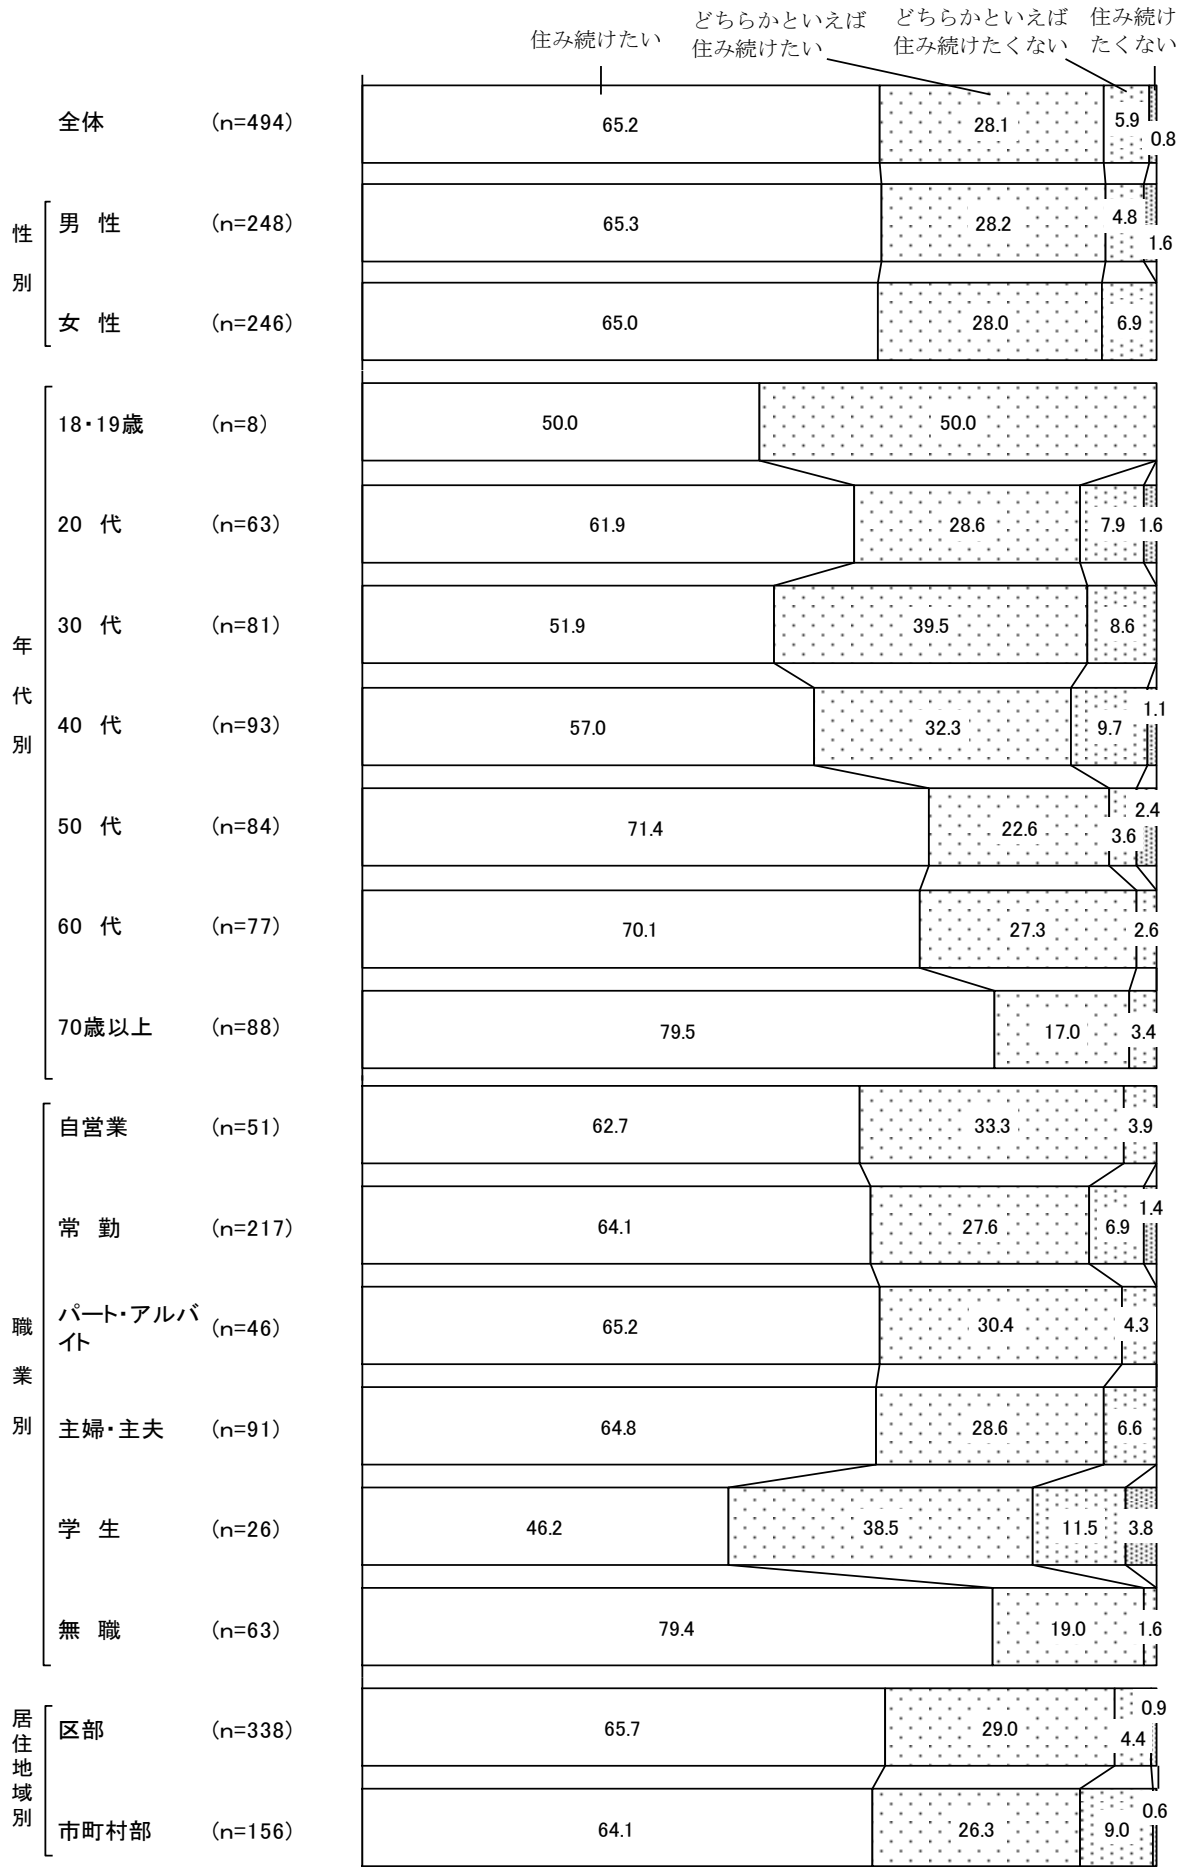 住み続けたい
どちらかといえば
住み続けたい
どちらかといえば
住み続けたくない
住み続け
たくない
全体 (n=494) 65.2 28.1 5.9 0.8
性別
男 性 (n=248) 65.3 28.2 4.8 1.6
女 性 (n=246) 65.0 28.0 6.9
年代別
18・19歳 (n=8) 50.0 50.0
20 代 (n=63) 61.9 28.6 7.9 1.6
30 代 (n=81) 51.9 39.5 8.6
40 代 (n=93) 57.0 32.3 9.7 1.1
50 代 (n=84) 71.4 22.6 3.6 2.4
60 代 (n=77) 70.1 27.3 2.6
70歳以上 (n=88) 79.5 17.0 3.4
職業別
自営業 (n=51) 62.7 33.3 3.9
常 勤 (n=217) 64.1 27.6 6.9 1.4
パート・アルバ
イト (n=46) 65.2 30.4 4.3
主婦・主夫 (n=91) 64.8 28.6 6.6
学 生 (n=26) 46.2 38.5 11.5 3.8
無 職 (n=63) 79.4 19.0 1.6
居住地域別
区部 (n=338) 65.7 29.0 4.4 0.9
市町村部 (n=156) 64.1 26.3 9.0 0.6